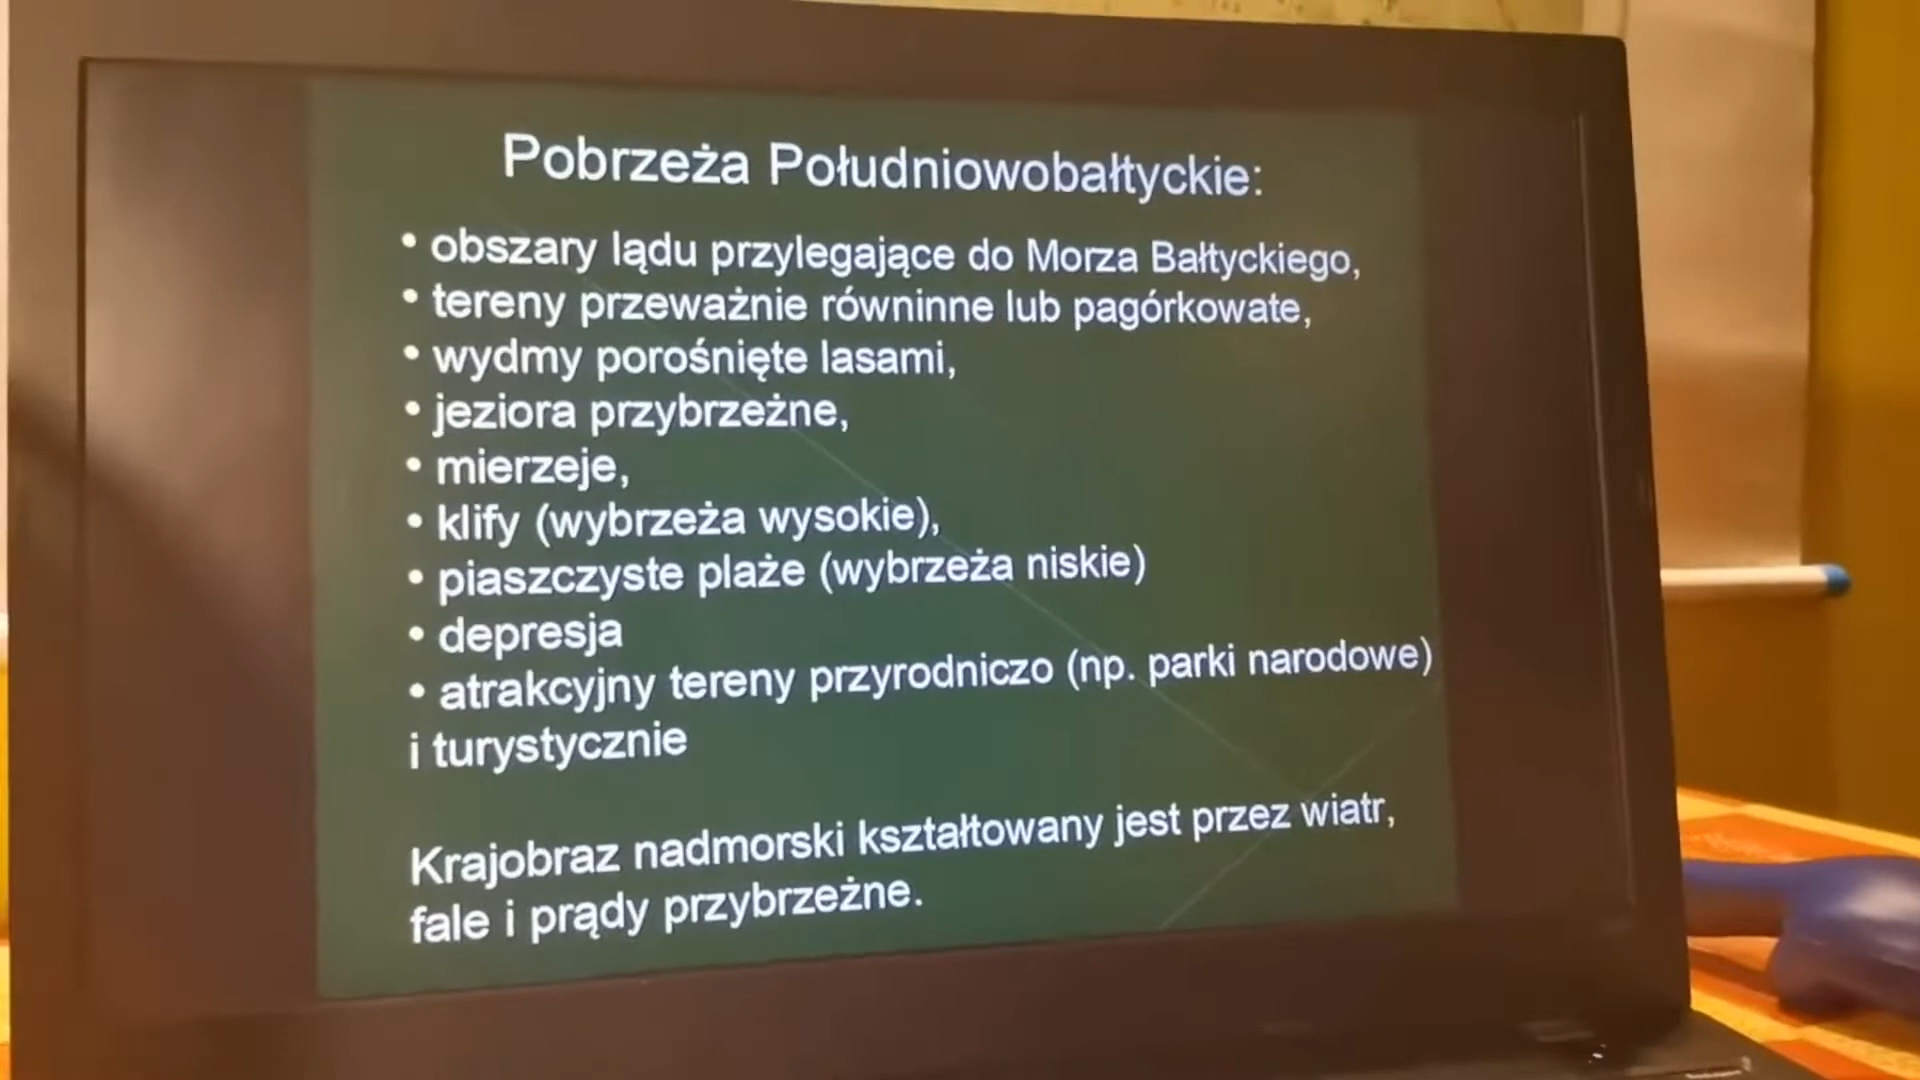 Pobrzeża Południowobałtyckie:
• obszary lądu przylegające do Morza Bałtyckiego,
• tereny przeważnie równinne lub pagórkowate,
• wydmy porośnięte lasami,
• jeziora przybrzeżne,
• mierzeje,
• klify (wybrzeża wysokie),
• piaszczyste plaże (wybrzeża niskie)
• depresja
• atrakcyjny tereny przyrodniczo (np. parki narodowe)
i turystycznie
Krajobraz nadmorski kształtowany jest przez wiatr,
fale i prądy przybrzeżne.